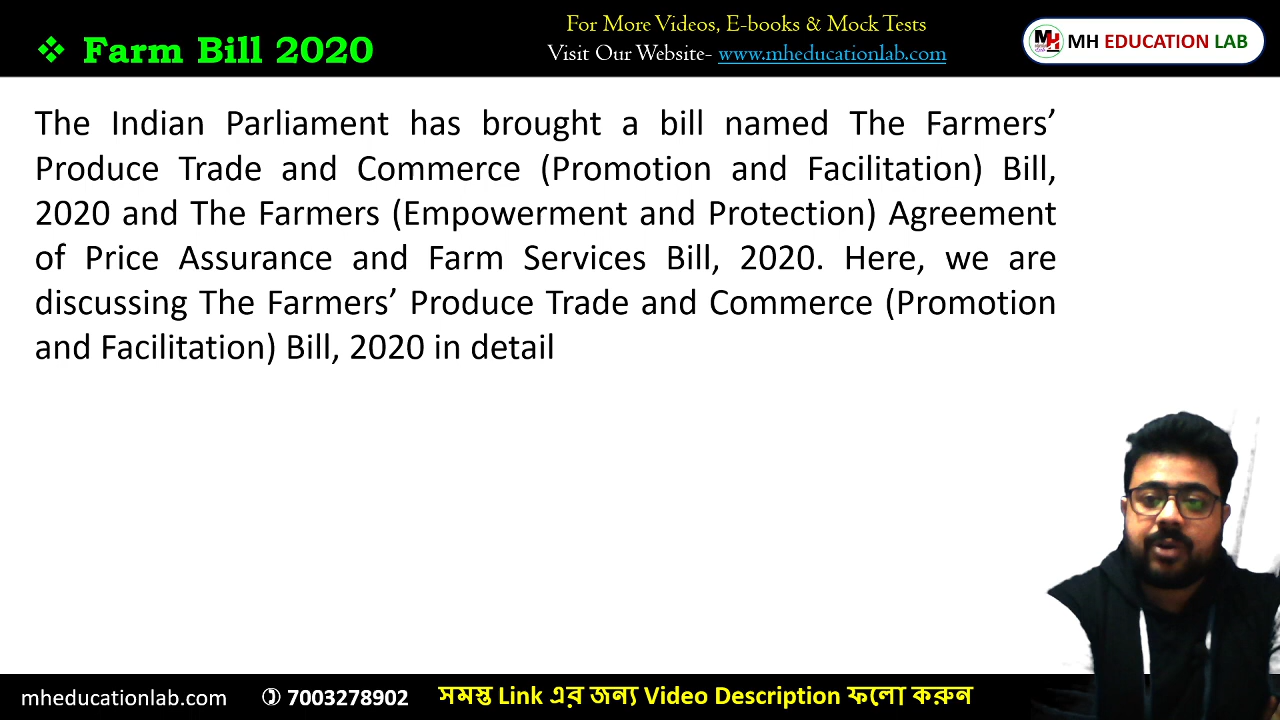 ❖ Farm Bill 2020
For More Videos, E-books & Mock Tests
Visit Our Website- www.mheducationlab.com
MH EDUCATION LAB
The Indian Parliament has brought a bill named The Farmers’
Produce Trade and Commerce (Promotion and Facilitation) Bill,
2020 and The Farmers (Empowerment and Protection) Agreement
of Price Assurance and Farm Services Bill, 2020. Here, we are
discussing The Farmers’ Produce Trade and Commerce (Promotion
and Facilitation) Bill, 2020 in detail
mheducationlab.com
7003278902
সমস্ত Link এর জন্য Video Description ফলো করুন